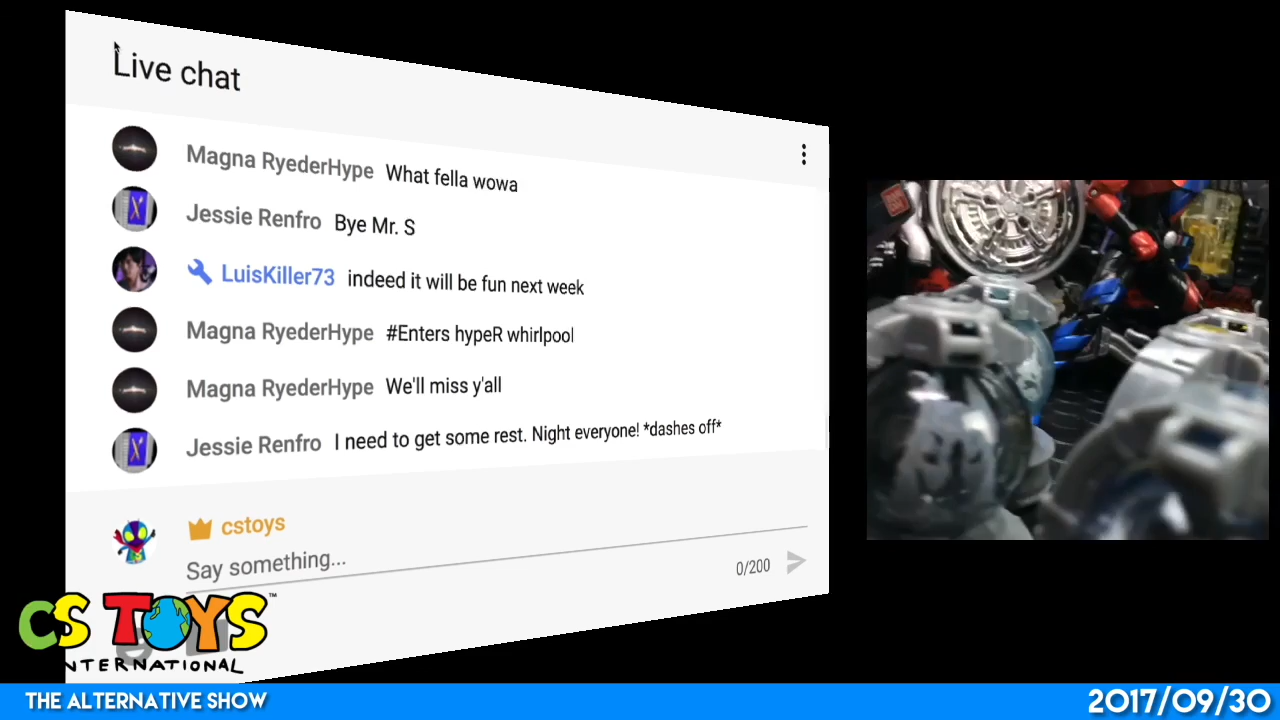 Live chat
Magna RyederHype What fella wowa
Jessie Renfro Bye Mr. S
LuisKiller73 indeed it will be fun next week
Magna RyederHype #Enters hypeR whirlpool
Magna RyederHype We'll miss y'all
Jessie Renfro I need to get some rest. Night everyone! *dashes off*
cstoys
Say something...
0/200
CS TOYS™
INTERNATIONAL
THE ALTERNATIVE SHOW
2017/09/30